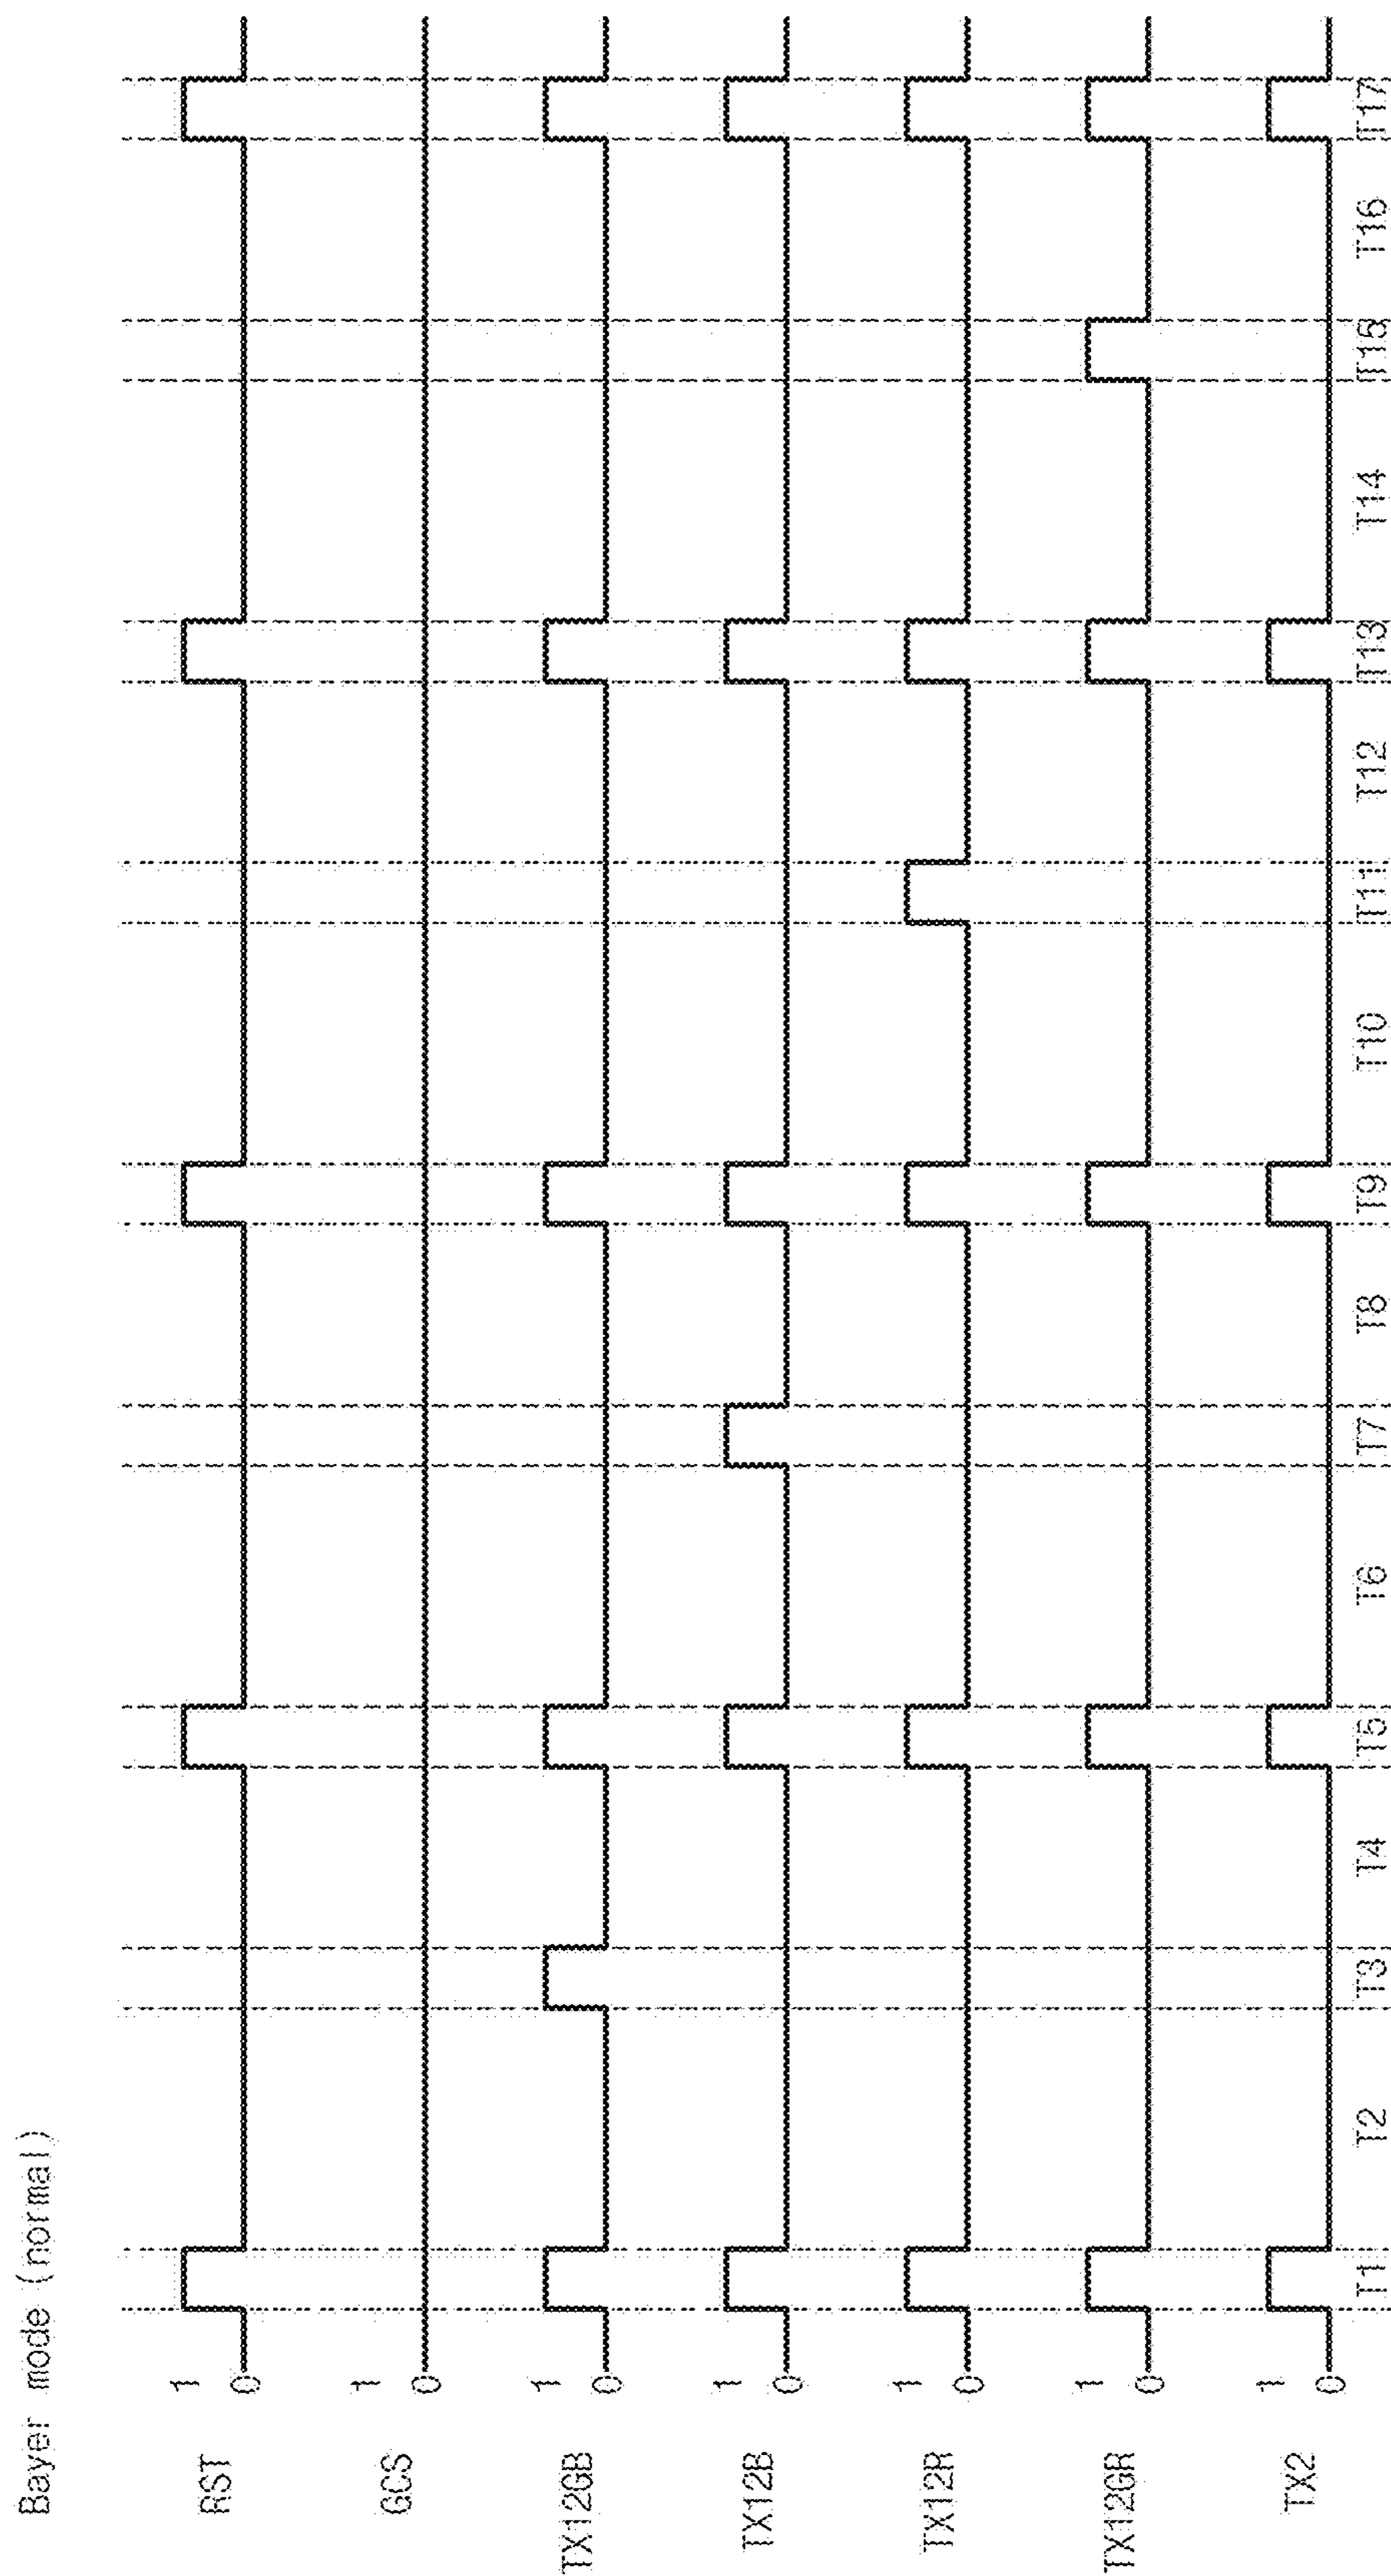 Bayer mode (normal)
RST 1 0
GCS 1 0
TX12GB 1 0
TX12B 1 0
TX12R 1 0
TX12GR 1 0
TX2 1 0
T1 T2 T3 T4 T5 T6 T7 T8 T9 T10 T11 T12 T13 T14 T15 T16 T17